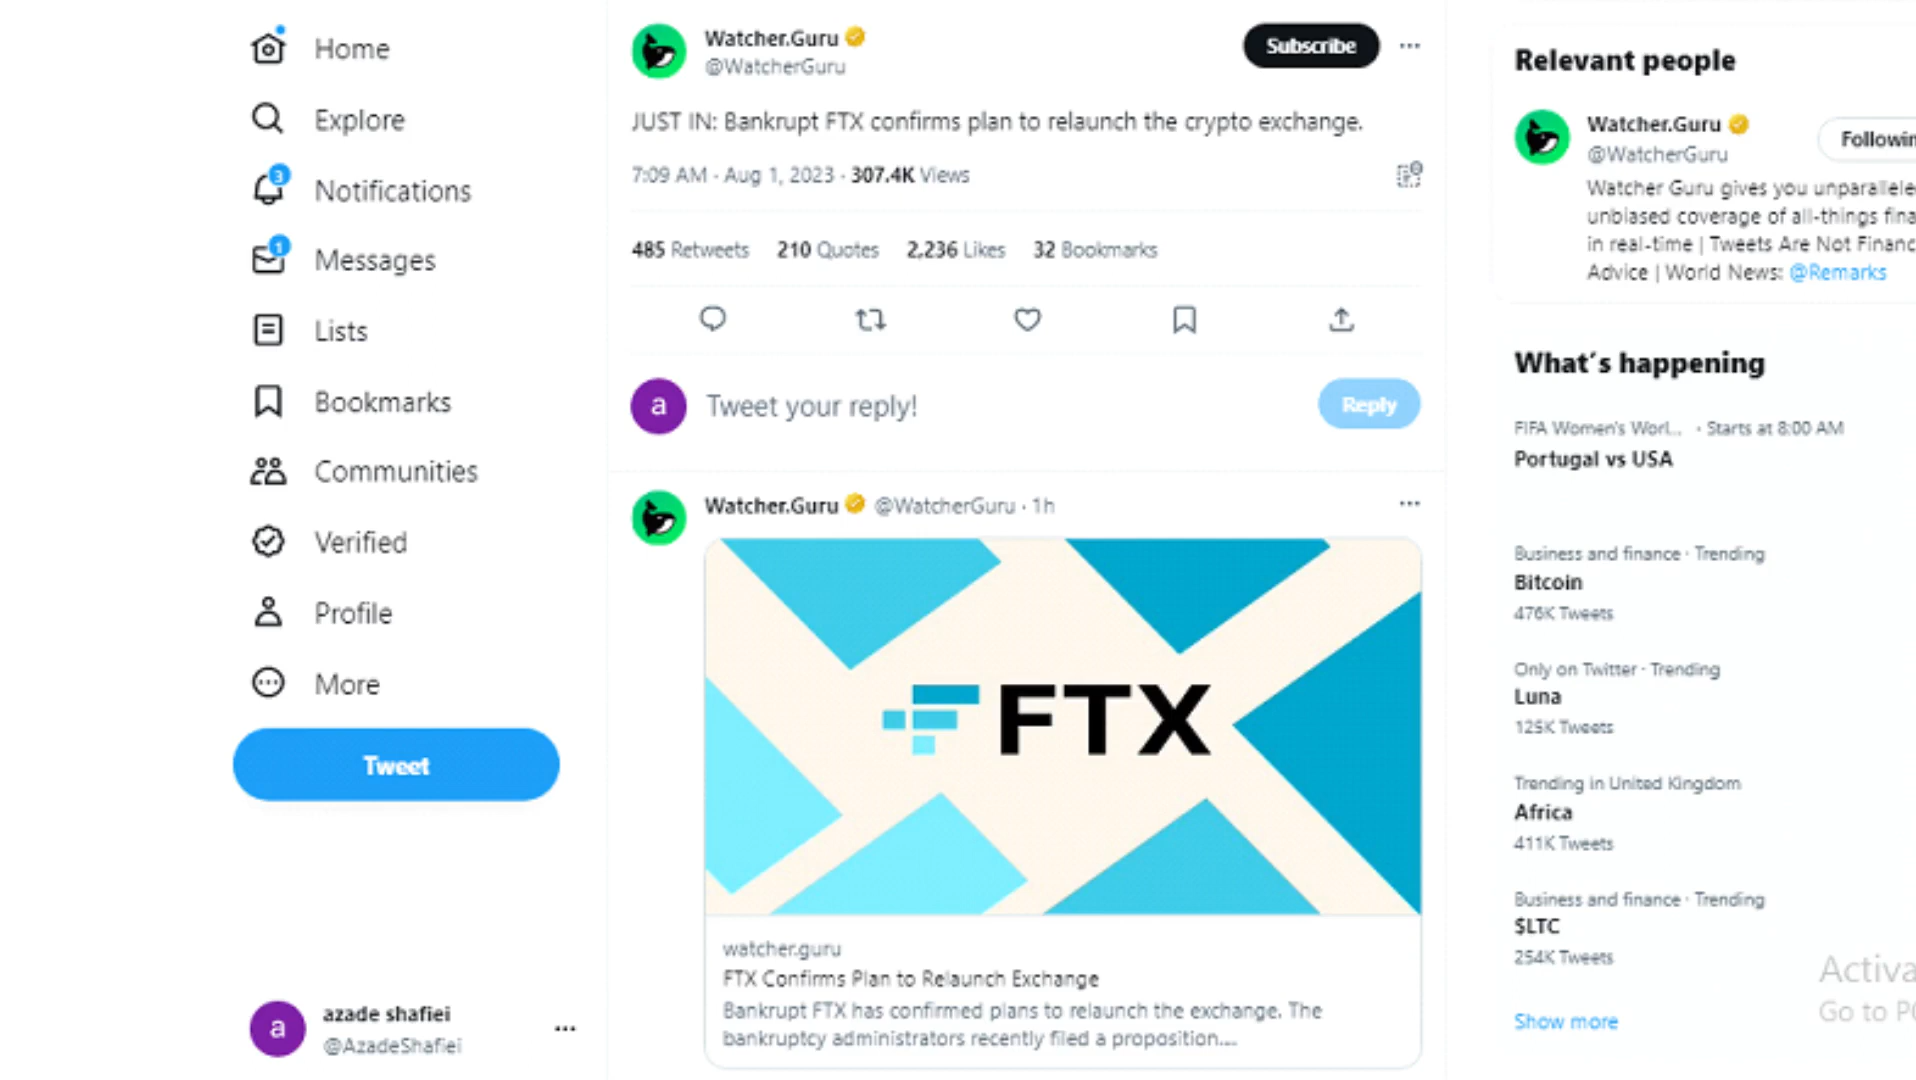 Home
Explore
3
Notifications
1
Messages
Lists
Bookmarks
Communities
Verified
Profile
More
Tweet
a
azade shafiei
@AzadeShafiei
Watcher.Guru
@WatcherGuru
Subscribe
JUST IN: Bankrupt FTX confirms plan to relaunch the crypto exchange.
7:09 AM · Aug 1, 2023 · 307.4K Views
485 Retweets 210 Quotes 2,236 Likes 32 Bookmarks
a
Tweet your reply!
Reply
Watcher.Guru @WatcherGuru · 1h
FTX
watcher.guru
FTX Confirms Plan to Relaunch Exchange
Bankrupt FTX has confirmed plans to relaunch the exchange. The
bankruptcy administrators recently filed a proposition....
Relevant people
Watcher.Guru
@WatcherGuru
Followin
Watcher Guru gives you unparallele
unbiased coverage of all-things fina
in real-time | Tweets Are Not Financ
Advice | World News: @Remarks
What's happening
FIFA Women's Worl... · Starts at 8:00 AM
Portugal vs USA
Business and finance · Trending
Bitcoin
476K Tweets
Only on Twitter · Trending
Luna
125K Tweets
Trending in United Kingdom
Africa
411K Tweets
Business and finance · Trending
$LTC
254K Tweets
Show more
Activa
Go to PC